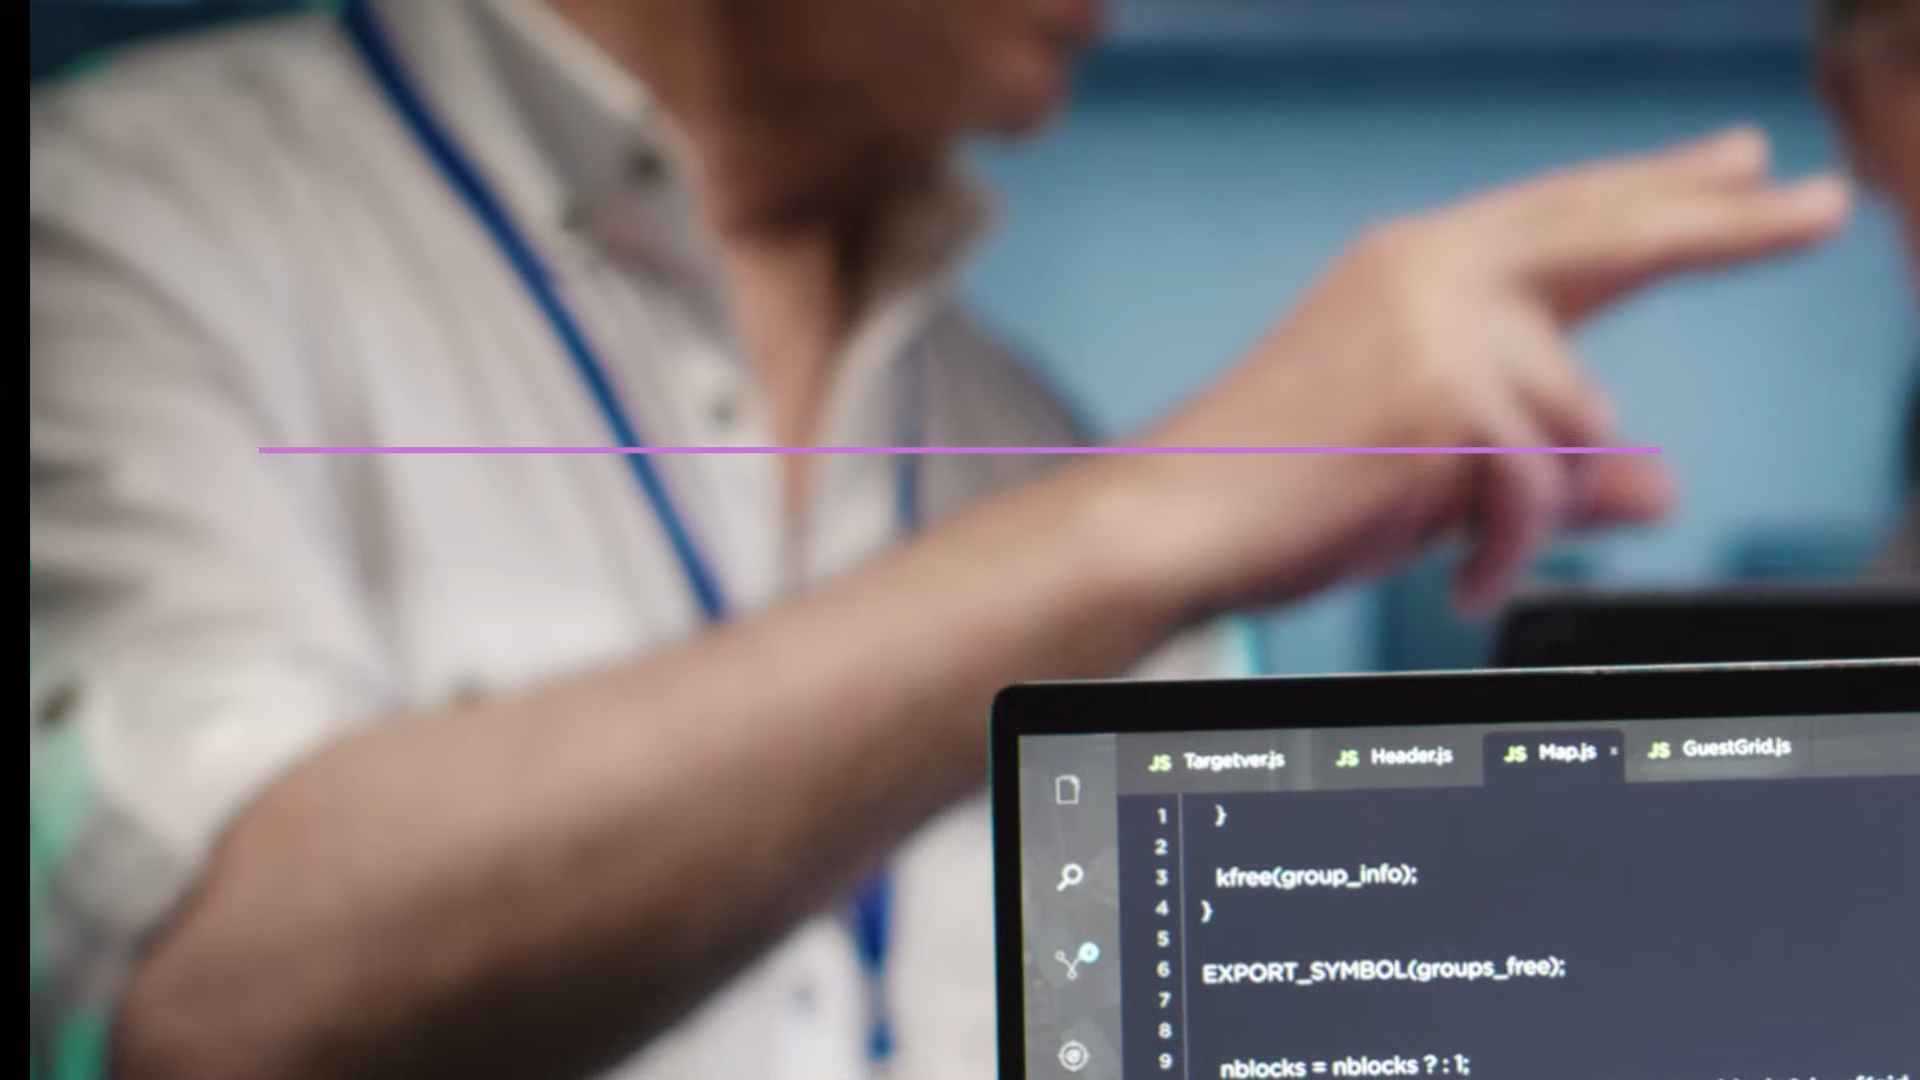 JS Targetver.js JS Header.js JS Map.js x JS GuestGrid.js
1 }
2
3 kfree(group_info);
4 }
5
6 EXPORT_SYMBOL(groups_free);
7
8
9 nblocks = nblocks ? : 1;